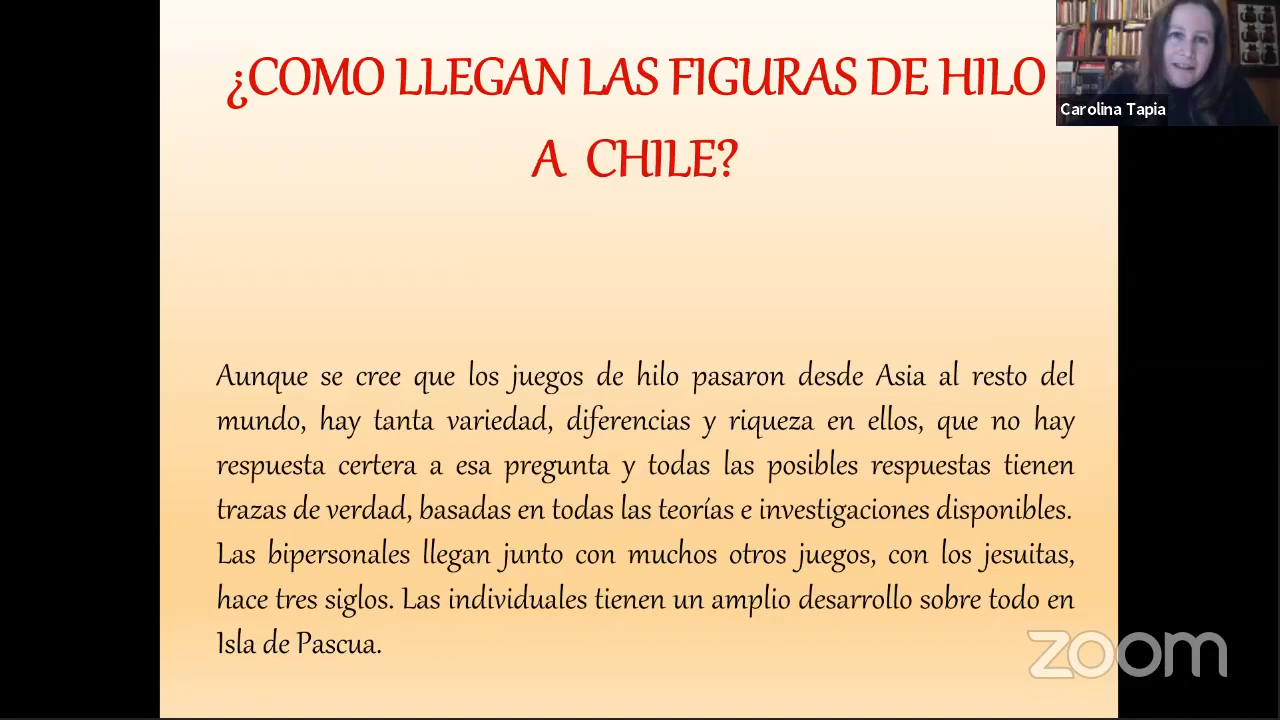 ¿COMO LLEGAN LAS FIGURAS DE HILO
A CHILE?
Carolina Tapia
Aunque se cree que los juegos de hilo pasaron desde Asia al resto del
mundo, hay tanta variedad, diferencias y riqueza en ellos, que no hay
respuesta certera a esa pregunta y todas las posibles respuestas tienen
trazas de verdad, basadas en todas las teorías e investigaciones disponibles.
Las bipersonales llegan junto con muchos otros juegos, con los jesuitas,
hace tres siglos. Las individuales tienen un amplio desarrollo sobre todo en
Isla de Pascua.
zoom